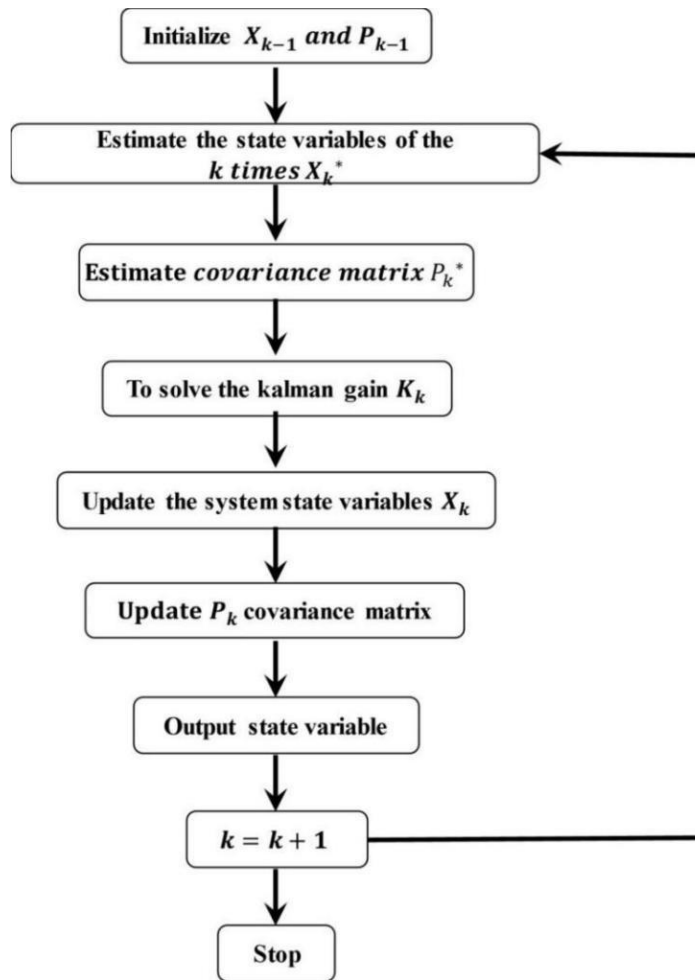 Initialize X_{k-1} and P_{k-1}
Estimate the state variables of the
k times X_k*
Estimate covariance matrix P_k*
To solve the kalman gain K_k
Update the system state variables X_k
Update P_k covariance matrix
Output state variable
k = k + 1
Stop